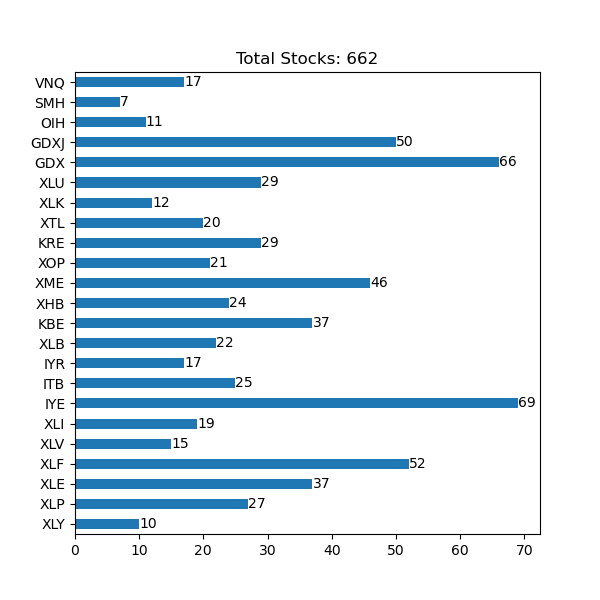 Total Stocks: 662
VNQ 17
SMH 7
OIH 11
GDXJ 50
GDX 66
XLU 29
XLK 12
XTL 20
KRE 29
XOP 21
XME 46
XHB 24
KBE 37
XLB 22
IYR 17
ITB 25
IYE 69
XLI 19
XLV 15
XLF 52
XLE 37
XLP 27
XLY 10
0 10 20 30 40 50 60 70